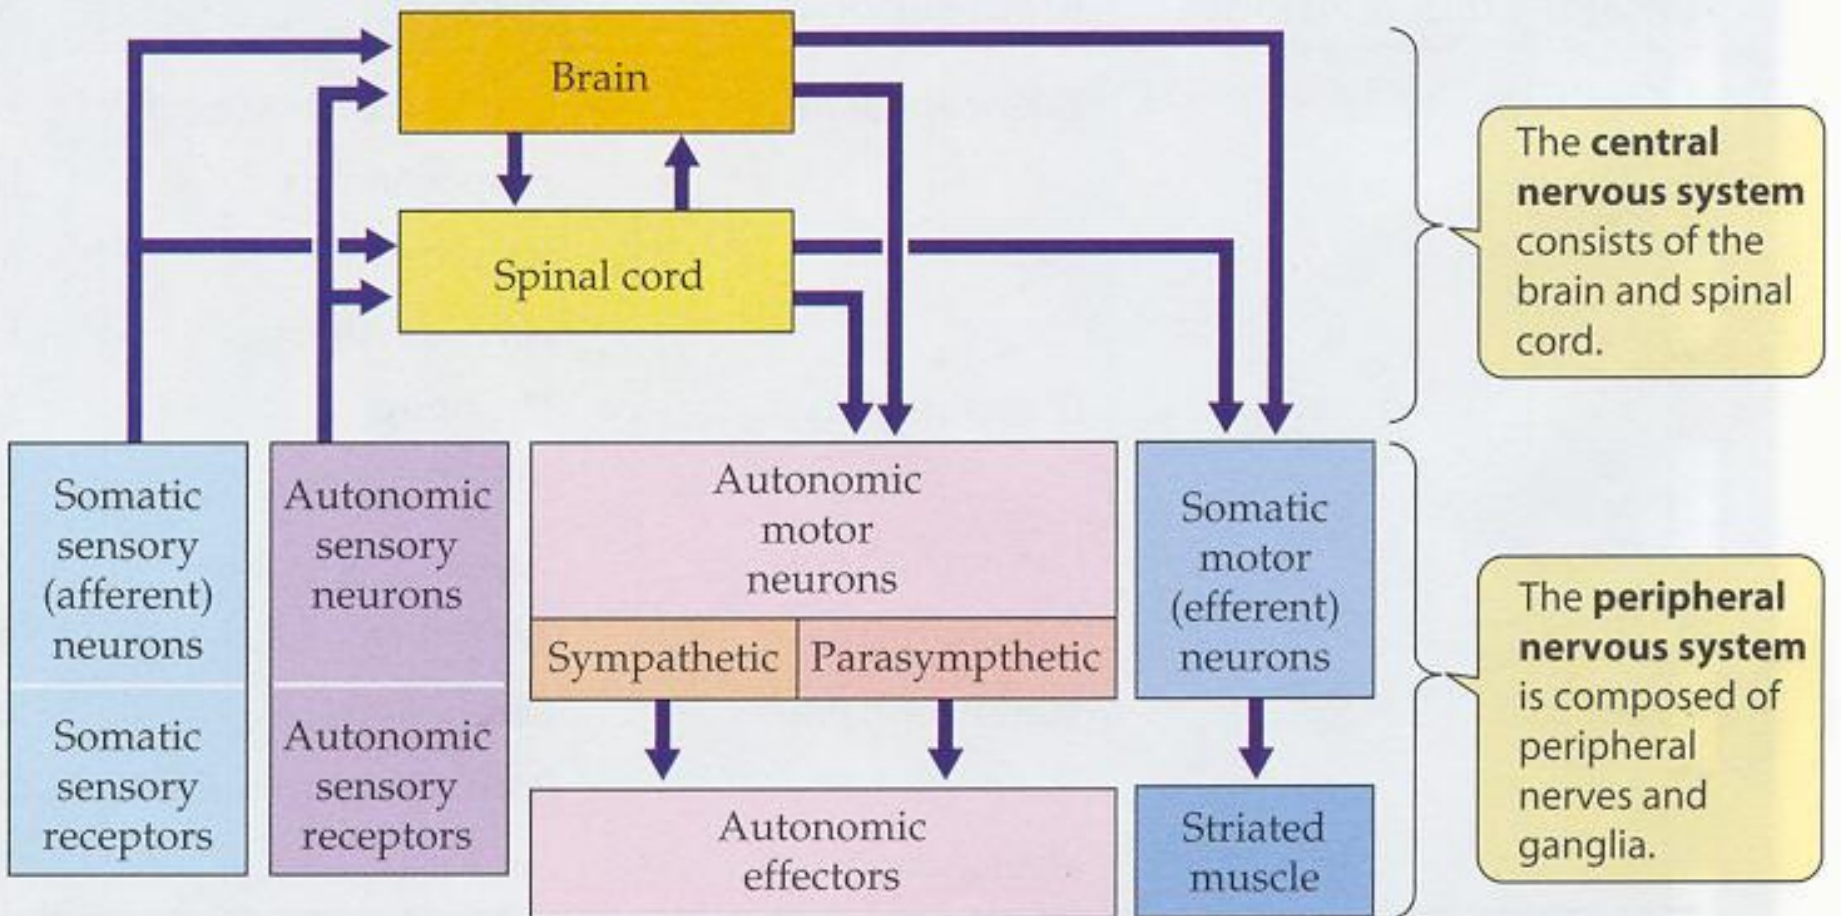 Brain
Spinal cord
The central
nervous system
consists of the
brain and spinal
cord.
Somatic
sensory
(afferent)
neurons
Somatic
sensory
receptors
Autonomic
sensory
neurons
Autonomic
sensory
receptors
Autonomic
motor
neurons
Sympathetic
Parasympthetic
Autonomic
effectors
Somatic
motor
(efferent)
neurons
Striated
muscle
The peripheral
nervous system
is composed of
peripheral
nerves and
ganglia.